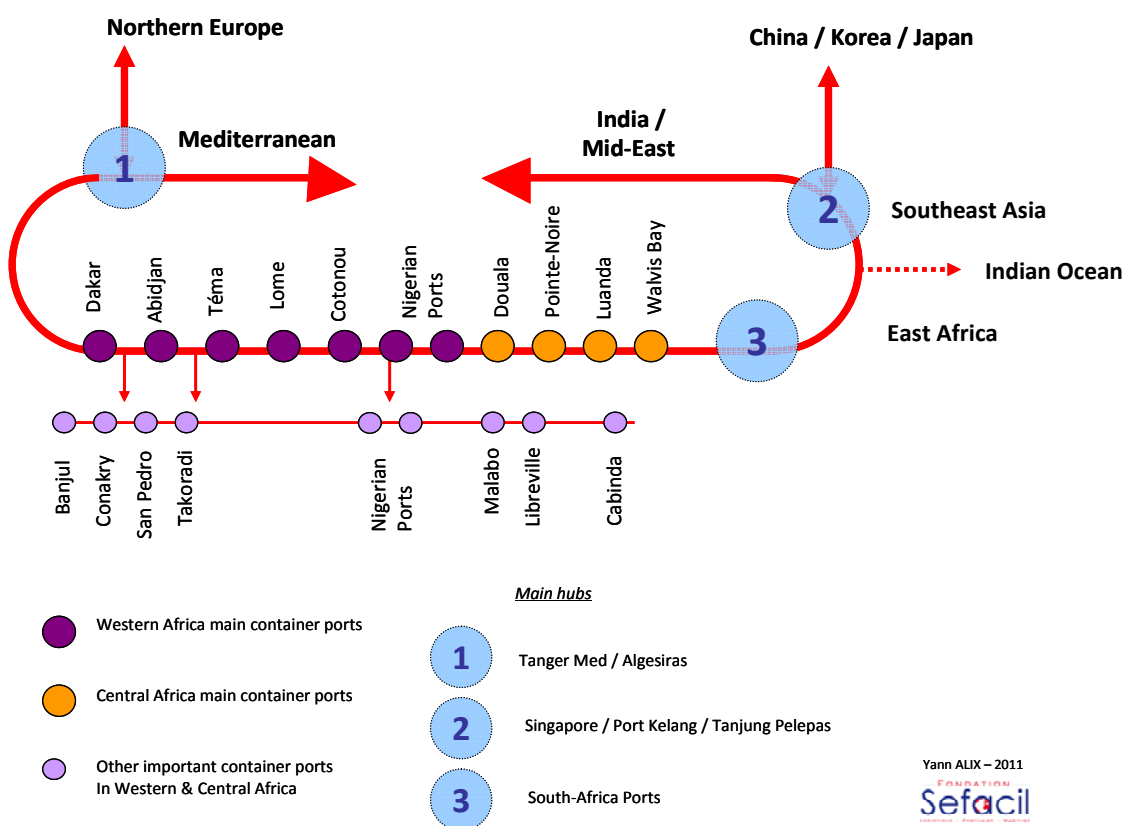 Northern Europe
China / Korea / Japan
Mediterranean
India /
Mid-East
1
2
Southeast Asia
Indian Ocean
East Africa
3
Dakar
Abidjan
Téma
Lome
Cotonou
Nigerian
Ports
Douala
Pointe-Noire
Luanda
Walvis Bay
Banjul
Conakry
San Pedro
Takoradi
Nigerian
Ports
Malabo
Libreville
Cabinda
Main hubs
Western Africa main container ports
Central Africa main container ports
Other important container ports
In Western & Central Africa
1
Tanger Med / Algesiras
2
Singapore / Port Kelang / Tanjung Pelepas
3
South-Africa Ports
Yann ALIX – 2011
FONDATION
Sefacil
LOGISTIQUE - PORTUAIRE - MARITIME